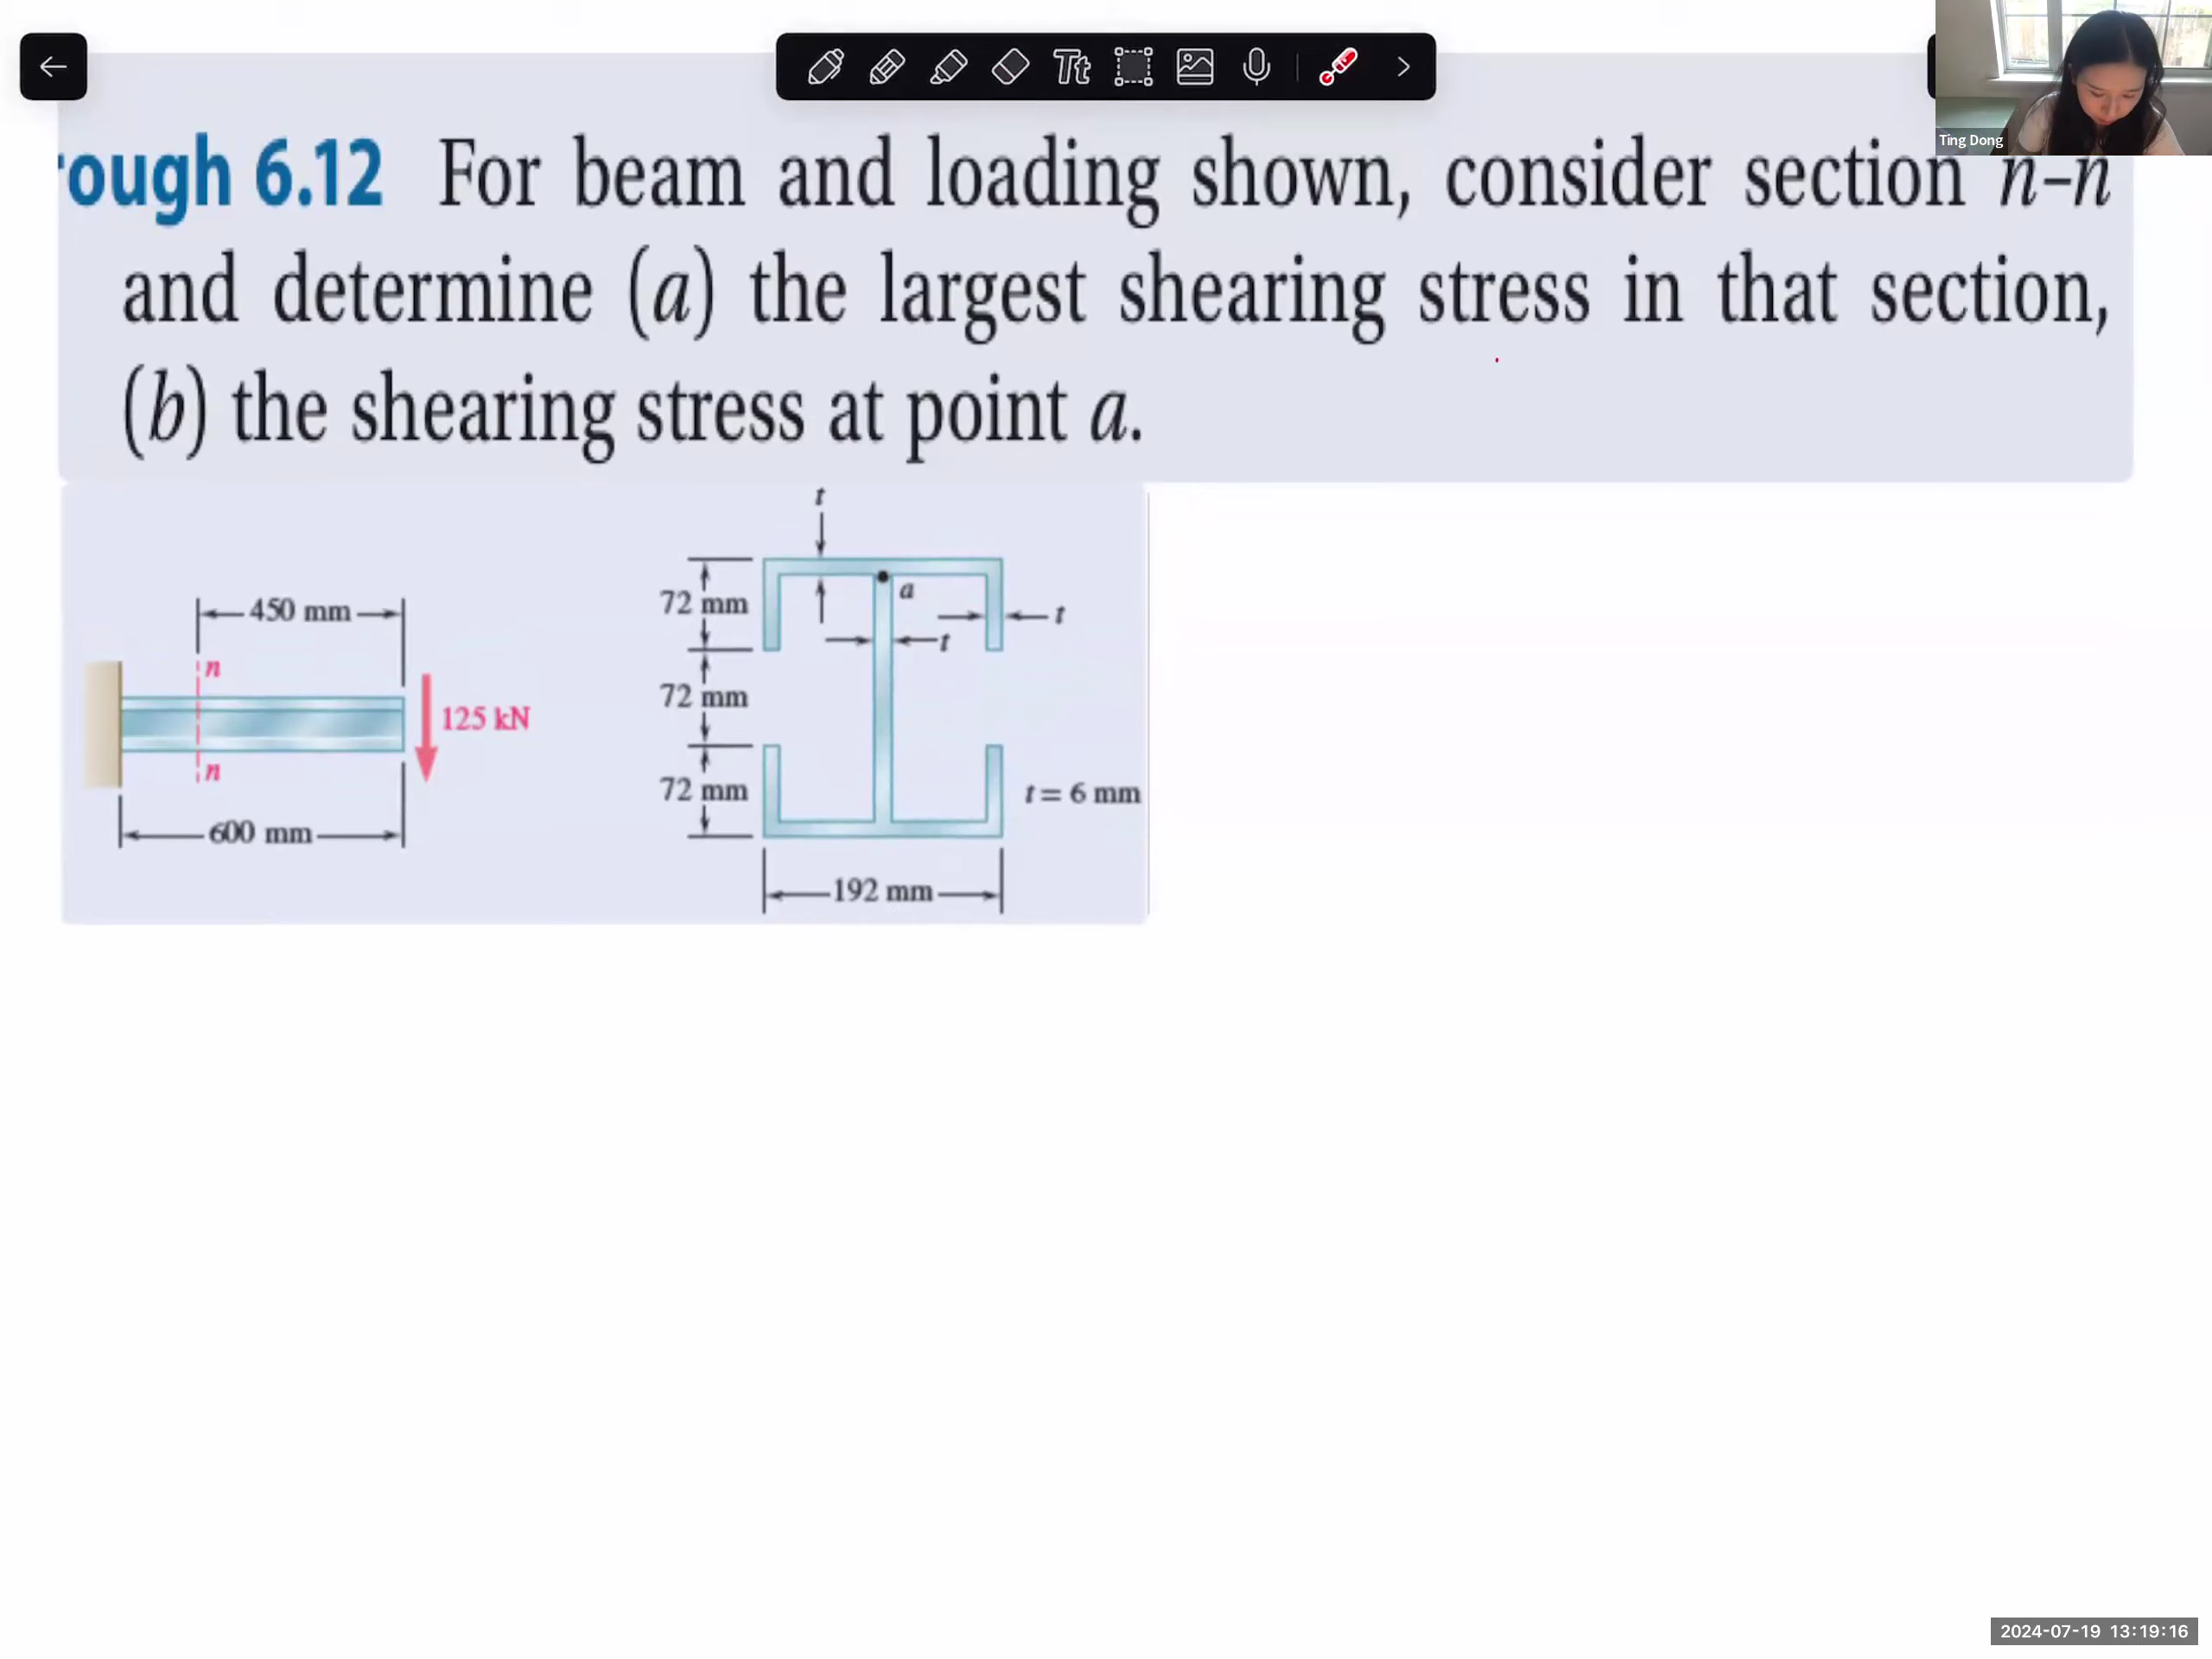 Tt
Ting Dong
rough 6.12 For beam and loading shown, consider section n–n
and determine (a) the largest shearing stress in that section,
(b) the shearing stress at point a.
t
72 mm
a
450 mm
t
t
n
72 mm
125 kN
n
72 mm
t = 6 mm
600 mm
192 mm
2024-07-19 13:19:16